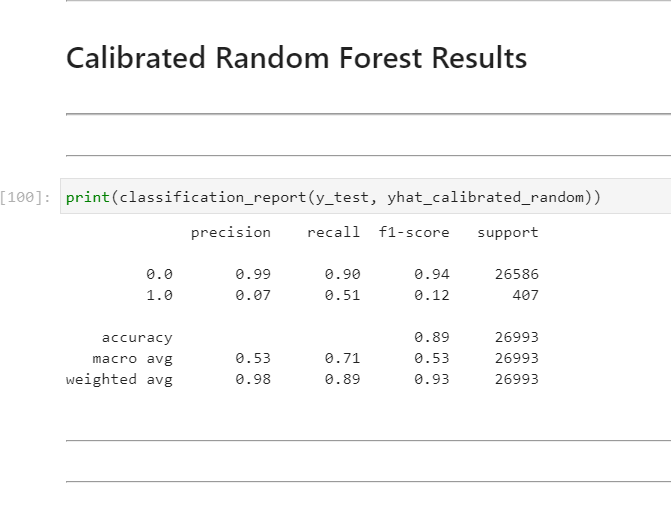 Calibrated Random Forest Results
[100]: print(classification_report(y_test, yhat_calibrated_random))
precision recall f1-score support
0.0 0.99 0.90 0.94 26586
1.0 0.07 0.51 0.12 407
accuracy 0.89 26993
macro avg 0.53 0.71 0.53 26993
weighted avg 0.98 0.89 0.93 26993